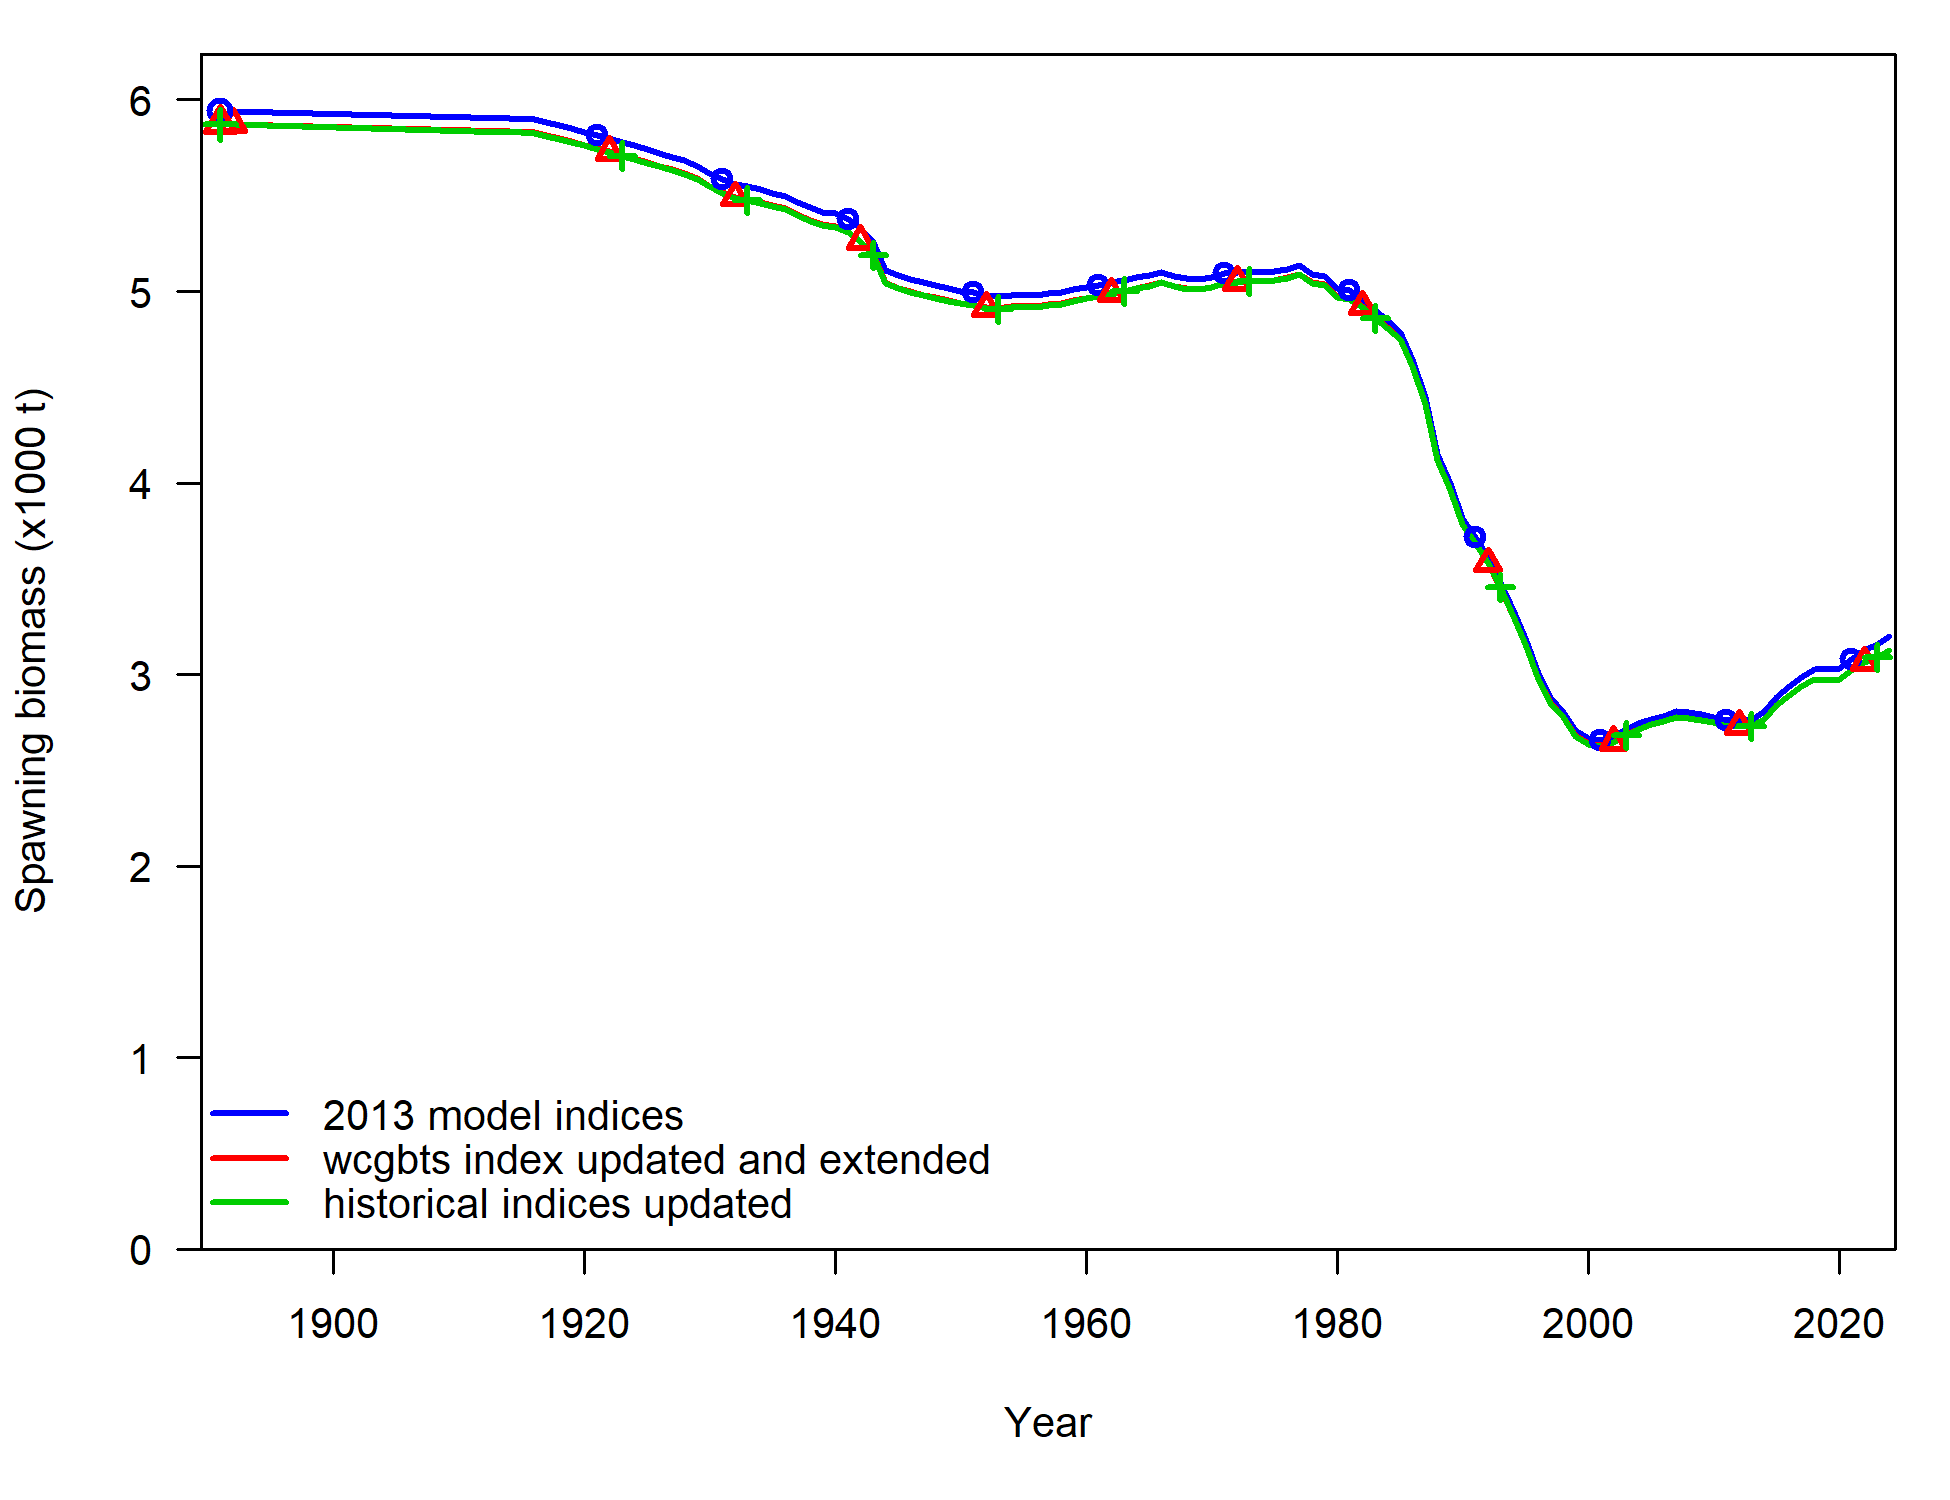 6
5
4
3
2
1
0
Spawning biomass (x1000 t)
2013 model indices
wcgbts index updated and extended
historical indices updated
1900 1920 1940 1960 1980 2000 2020
Year